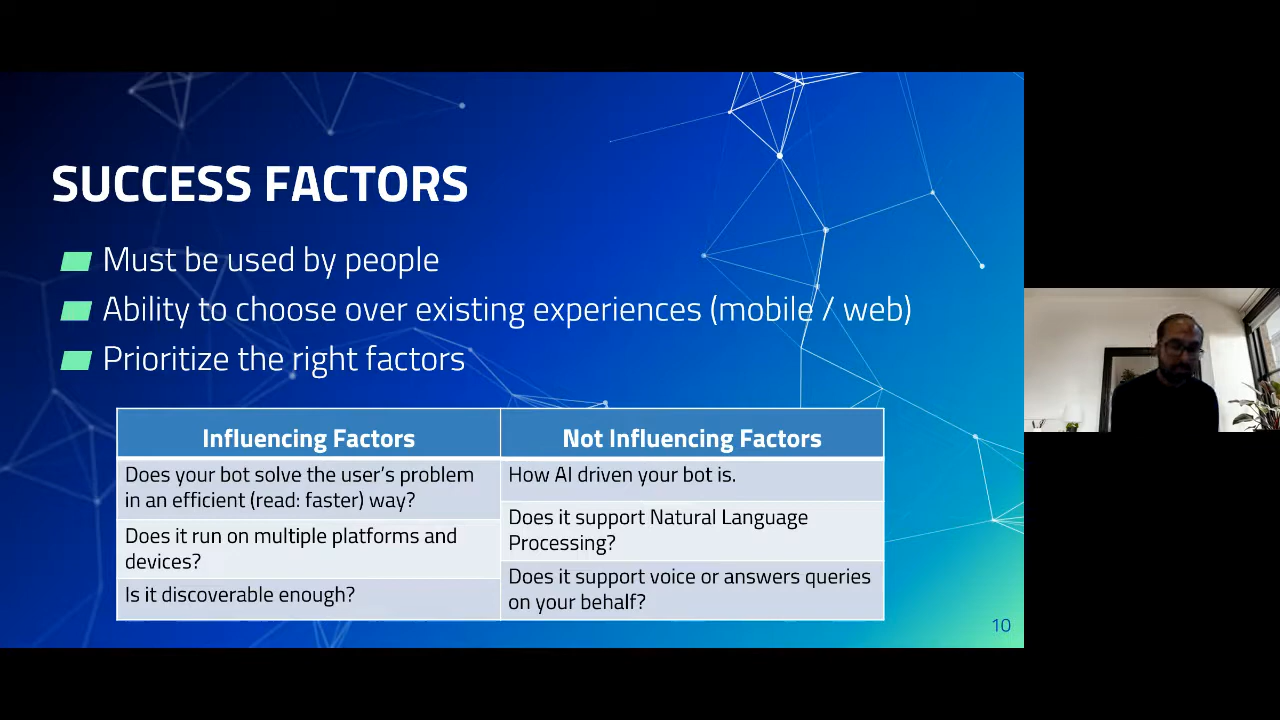 SUCCESS FACTORS
Must be used by people
Ability to choose over existing experiences (mobile / web)
Prioritize the right factors
Influencing Factors
Does your bot solve the user's problem
in an efficient (read: faster) way?
Does it run on multiple platforms and
devices?
Is it discoverable enough?
Not Influencing Factors
How AI driven your bot is.
Does it support Natural Language
Processing?
Does it support voice or answers queries
on your behalf?
10